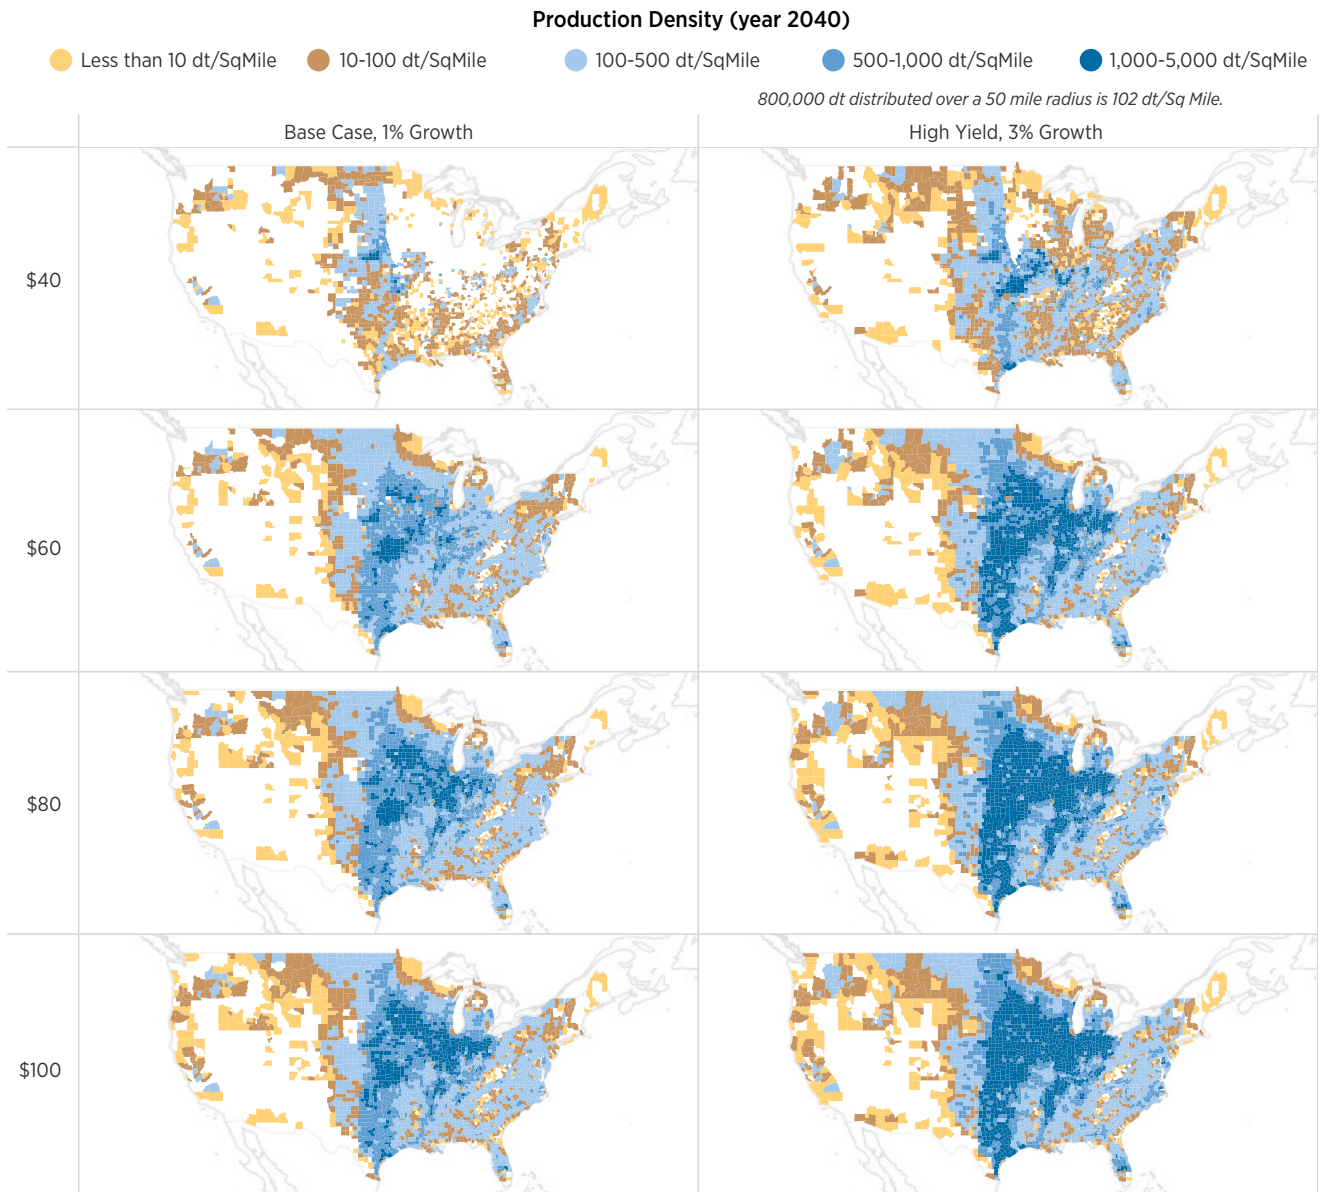 Production Density (year 2040)
Less than 10 dt/SqMile 10-100 dt/SqMile 100-500 dt/SqMile 500-1,000 dt/SqMile 1,000-5,000 dt/SqMile
800,000 dt distributed over a 50 mile radius is 102 dt/Sq Mile.
Base Case, 1% Growth High Yield, 3% Growth
$40
$60
$80
$100